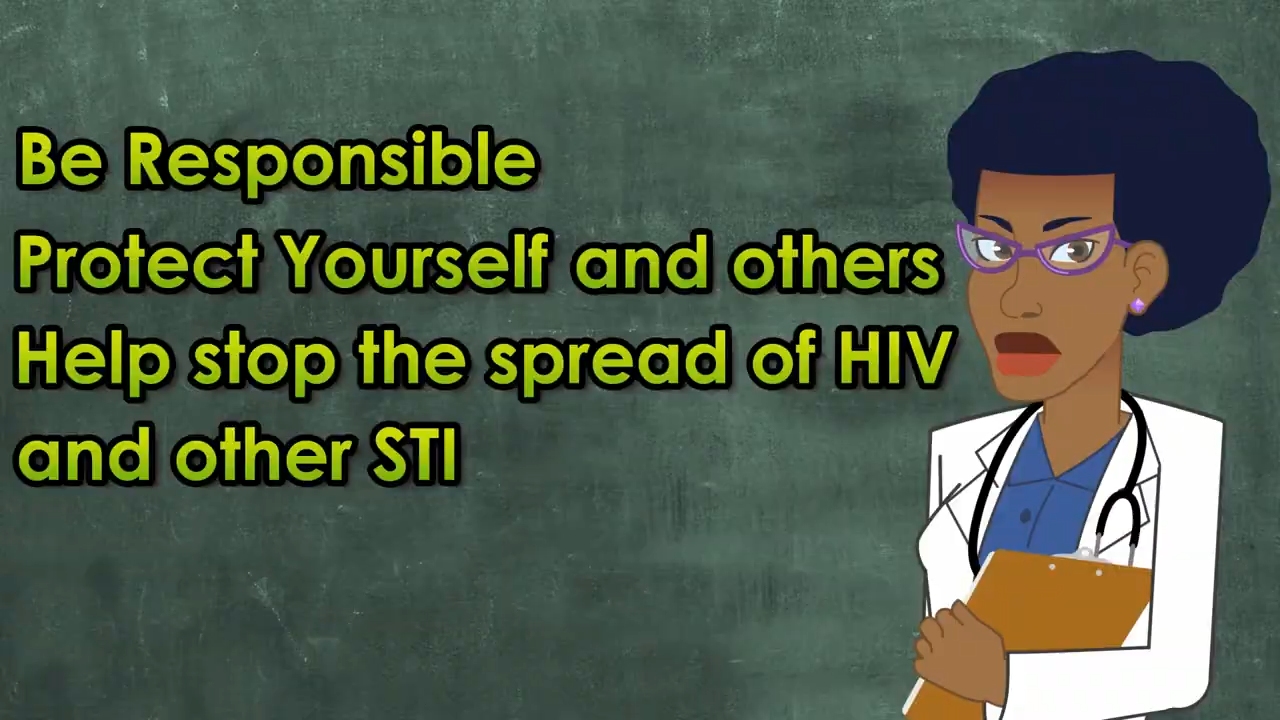 Be Responsible
Protect Yourself and others
Help stop the spread of HIV
and other STI